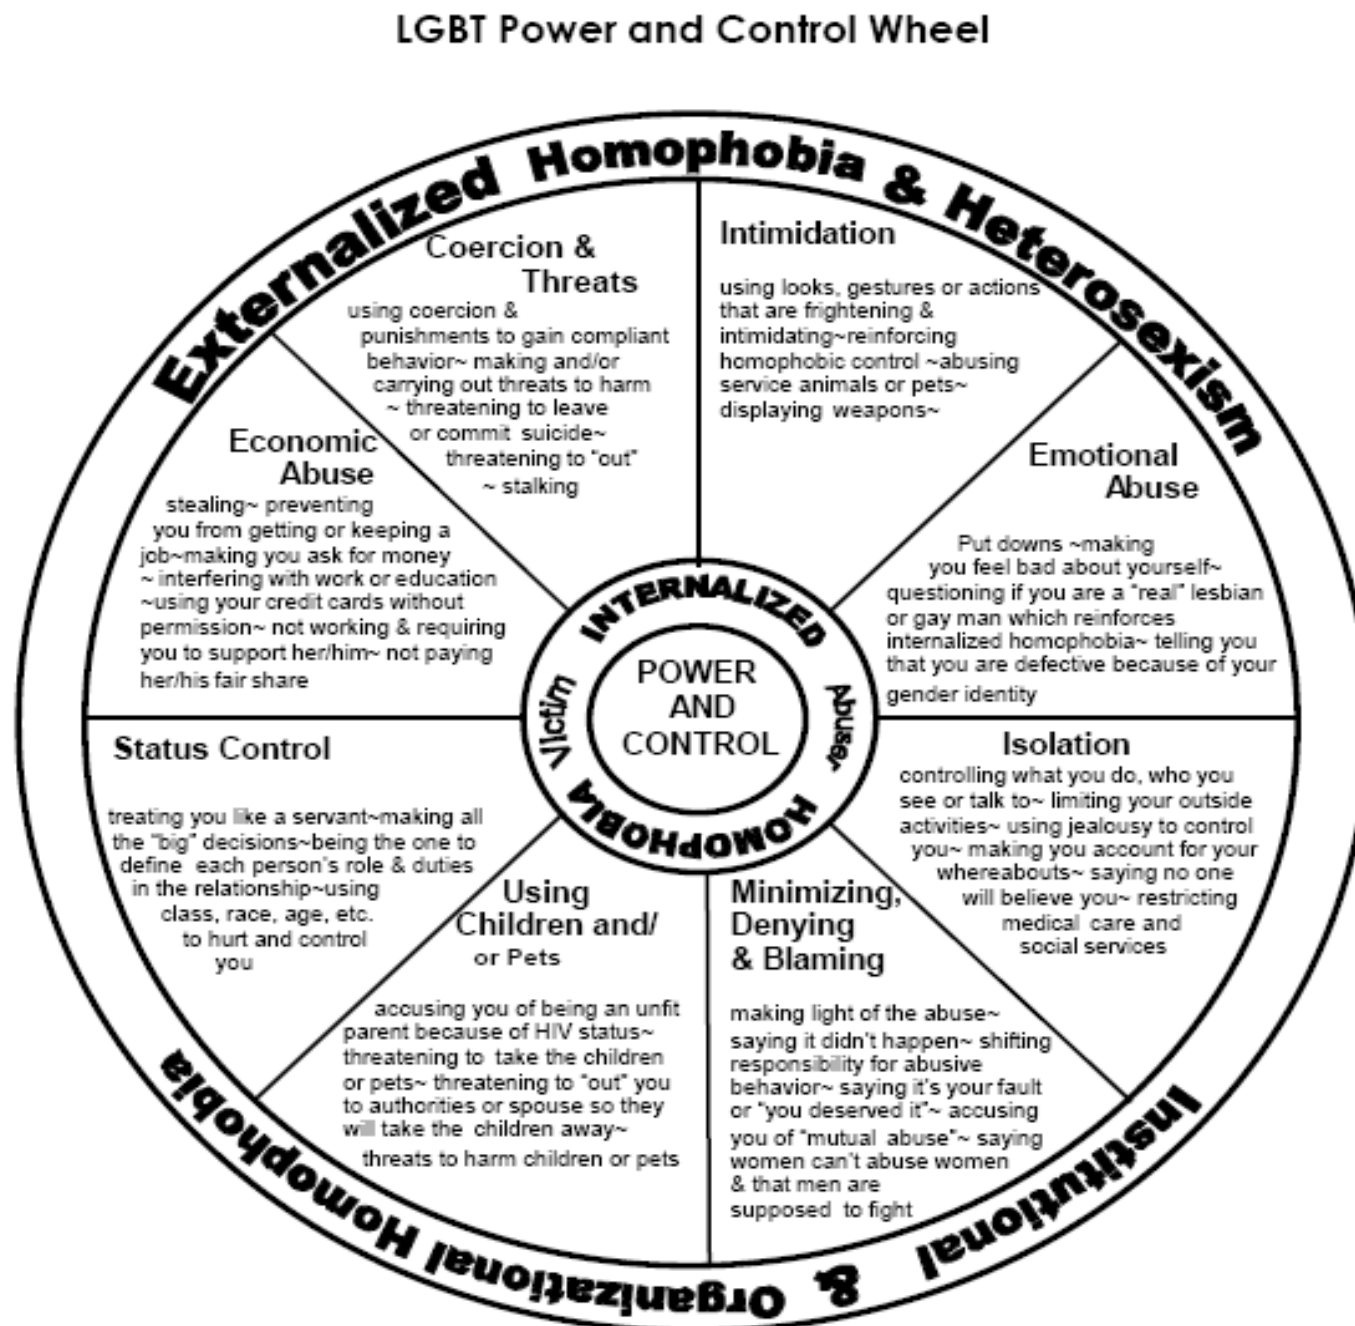 LGBT Power and Control Wheel
Externalized Homophobia & Heterosexism
Coercion &
Threats
using coercion &
punishments to gain compliant
behavior~ making and/or
carrying out threats to harm
~ threatening to leave
or commit suicide~
threatening to "out"
~ stalking
Intimidation
using looks, gestures or actions
that are frightening &
intimidating~reinforcing
homophobic control ~abusing
service animals or pets~
displaying weapons~
Economic
Abuse
stealing~ preventing
you from getting or keeping a
job~making you ask for money
~ interfering with work or education
~using your credit cards without
permission~ not working & requiring
you to support her/him~ not paying
her/his fair share
Emotional
Abuse
Put downs ~making
you feel bad about yourself~
questioning if you are a "real" lesbian
or gay man which reinforces
internalized homophobia~ telling you
that you are defective because of your
gender identity
INTERNALIZED
HOMOPHOBIA
Victim
Abuser
POWER
AND
CONTROL
Status Control
treating you like a servant~making all
the "big" decisions~being the one to
define each person's role & duties
in the relationship~using
class, race, age, etc.
to hurt and control
you
Isolation
controlling what you do, who you
see or talk to~ limiting your outside
activities~ using jealousy to control
you~ making you account for your
whereabouts~ saying no one
will believe you~ restricting
medical care and
social services
Using
Children and/
or Pets
accusing you of being an unfit
parent because of HIV status~
threatening to take the children
or pets~ threatening to "out" you
to authorities or spouse so they
will take the children away~
threats to harm children or pets
Minimizing,
Denying
& Blaming
making light of the abuse~
saying it didn't happen~ shifting
responsibility for abusive
behavior~ saying it's your fault
or "you deserved it"~ accusing
you of "mutual abuse"~ saying
women can't abuse women
& that men are
supposed to fight
Institutional & Organizational Homophobia